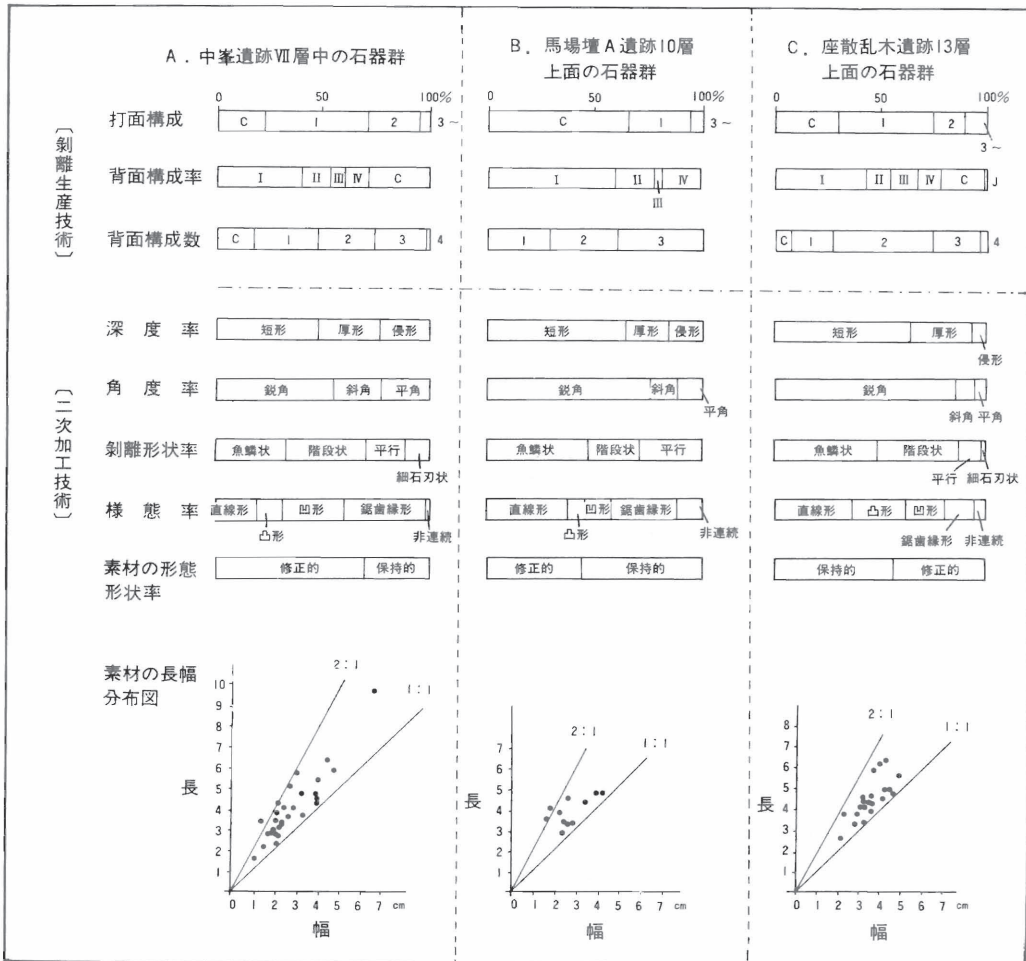 A．中峯遺跡Ⅶ層中の石器群
B．馬場壇A遺跡10層
上面の石器群
C．座散乱木遺跡13層
上面の石器群
〔剝離生産技術〕
打面構成
0 50 100%
C 1 2 3～
0 50 100%
C 1 3～
0 50 100%
C 1 2
3～
背面構成率
I II III IV C
I II IV
III
I II III IV C J
背面構成数
C 1 2 3 4
1 2 3
C 1 2 3 4
〔二次加工技術〕
深度率
短形 厚形 優形
短形 厚形 優形
短形 厚形
優形
角度率
鋭角 斜角 平角
鋭角 斜角
平角
鋭角
斜角 平角
剝離形状率
魚鱗状 階段状 平行
細石刃状
魚鱗状 階段状 平行
魚鱗状 階段状
平行 細石刃状
様態率
直線形 凹形 鋸歯縁形
凸形 非連続
直線形 凹形 鋸歯縁形
凸形 非連続
直線形 凸形 凹形
鋸歯縁形 非連続
素材の形態
形状率
修正的 保持的
修正的 保持的
保持的 修正的
素材の長幅
分布図
2：1
1：1
10
9
8
7
6
5
4
3
2
1
長
0 1 2 3 4 5 6 7 cm
幅
2：1
1：1
7
6
5
4
3
2
1
長
0 1 2 3 4 5 6 7 cm
幅
2：1
1：1
8
7
6
5
4
3
2
1
長
0 1 2 3 4 5 6 7 cm
幅